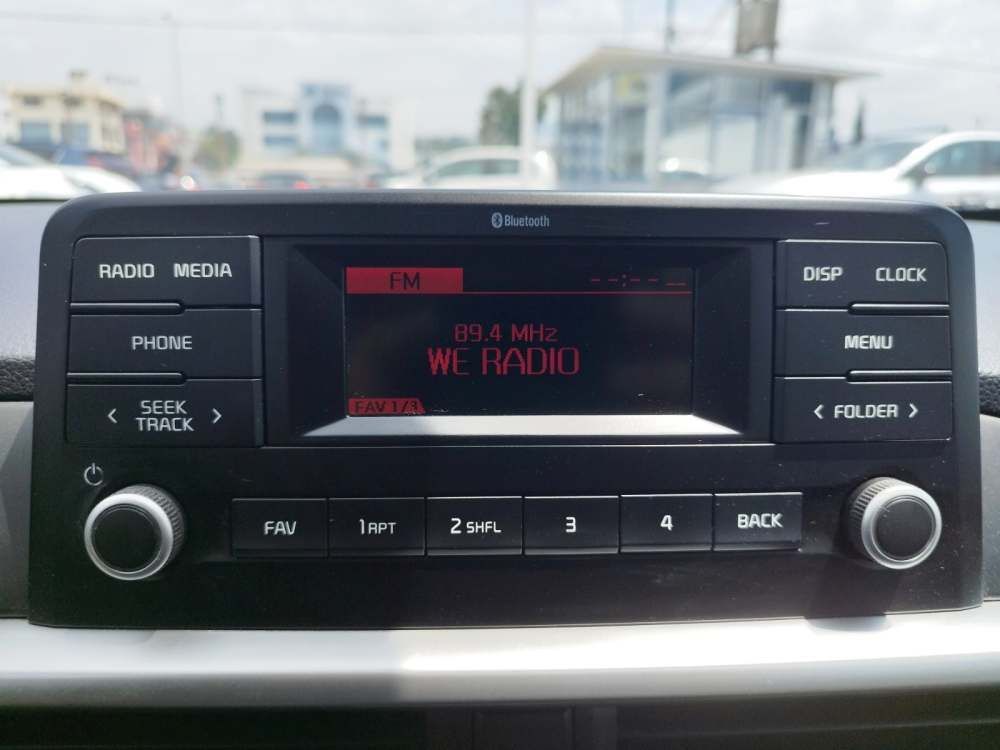 Bluetooth
RADIO MEDIA
PHONE
< SEEK TRACK >
FM --:-- --
89.4 MHz
WE RADIO
FAV 1/3
DISP CLOCK
MENU
< FOLDER >
FAV 1 RPT 2 SHFL 3 4 BACK